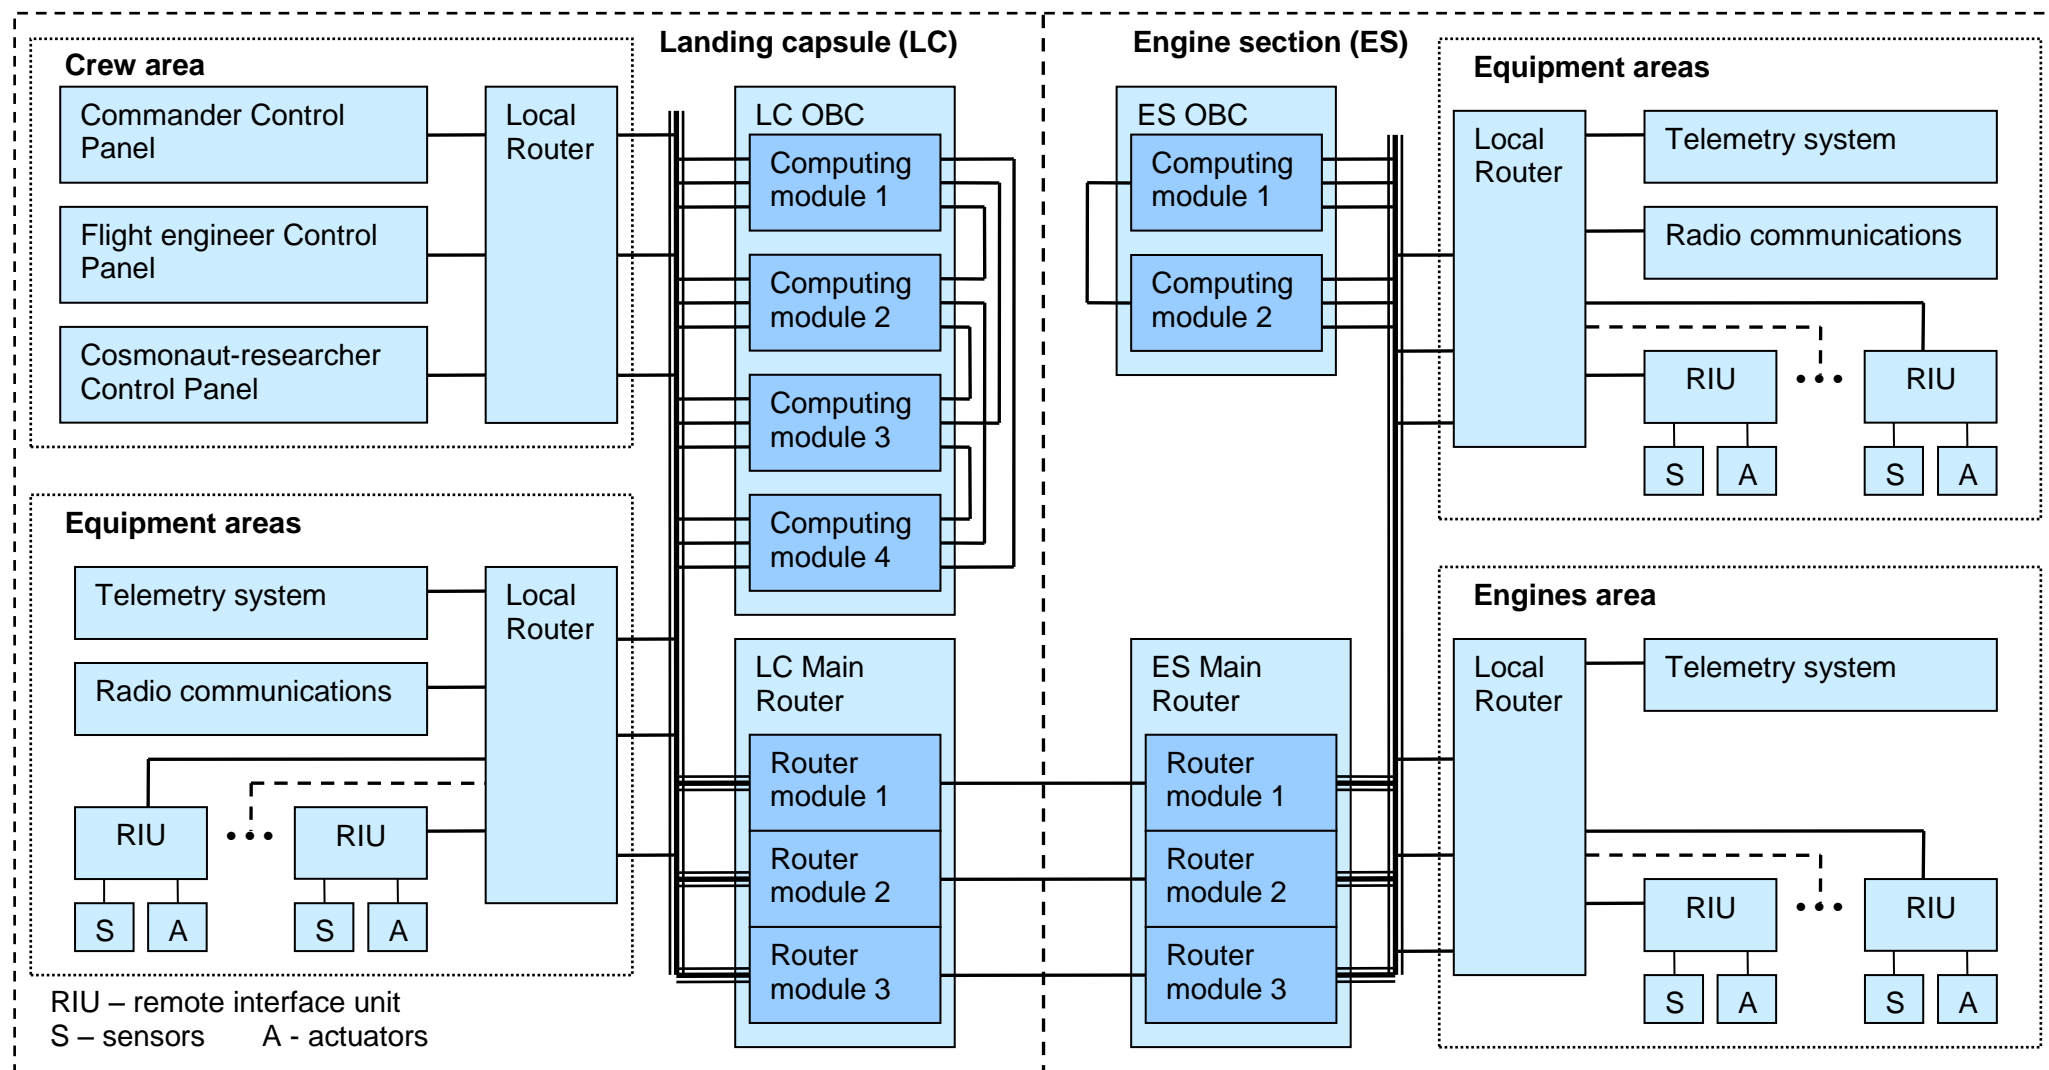 Landing capsule (LC)
Engine section (ES)
Crew area
Commander Control
Panel
Flight engineer Control
Panel
Cosmonaut-researcher
Control Panel
Local
Router
Equipment areas
Telemetry system
Radio communications
Local
Router
RIU
• • •
RIU
S
A
S
A
RIU – remote interface unit
S – sensors
A - actuators
LC OBC
Computing
module 1
Computing
module 2
Computing
module 3
Computing
module 4
LC Main
Router
Router
module 1
Router
module 2
Router
module 3
ES OBC
Computing
module 1
Computing
module 2
ES Main
Router
Router
module 1
Router
module 2
Router
module 3
Equipment areas
Local
Router
Telemetry system
Radio communications
RIU
• • •
RIU
S
A
S
A
Engines area
Local
Router
Telemetry system
RIU
• • •
RIU
S
A
S
A